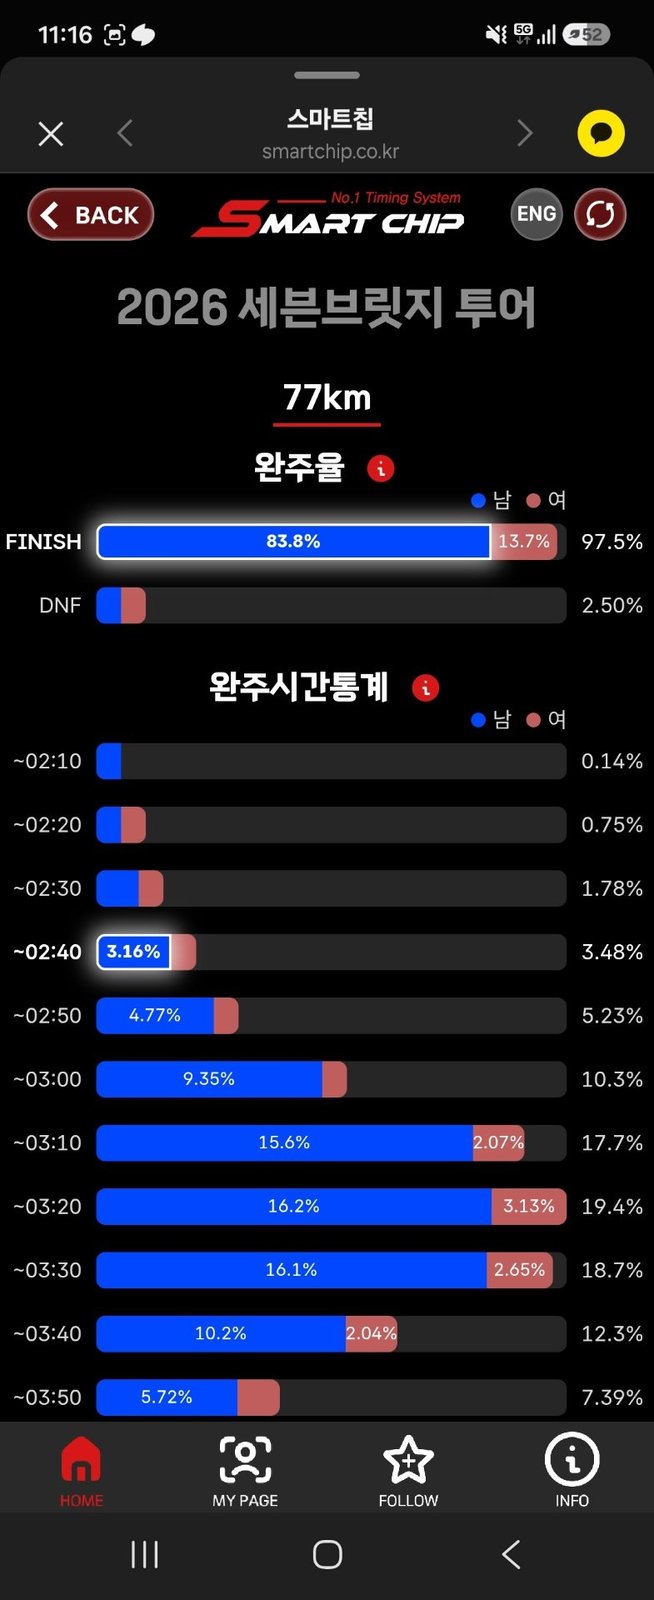 11:16 5G 52
스마트칩
smartchip.co.kr
BACK
No.1 Timing System
SMART CHIP
ENG
2026 세븐브릿지 투어
77km
완주율
남 여
FINISH 83.8% 13.7% 97.5%
DNF 2.50%
완주시간통계
남 여
~02:10 0.14%
~02:20 0.75%
~02:30 1.78%
~02:40 3.16% 3.48%
~02:50 4.77% 5.23%
~03:00 9.35% 10.3%
~03:10 15.6% 2.07% 17.7%
~03:20 16.2% 3.13% 19.4%
~03:30 16.1% 2.65% 18.7%
~03:40 10.2% 2.04% 12.3%
~03:50 5.72% 7.39%
HOME MY PAGE FOLLOW INFO